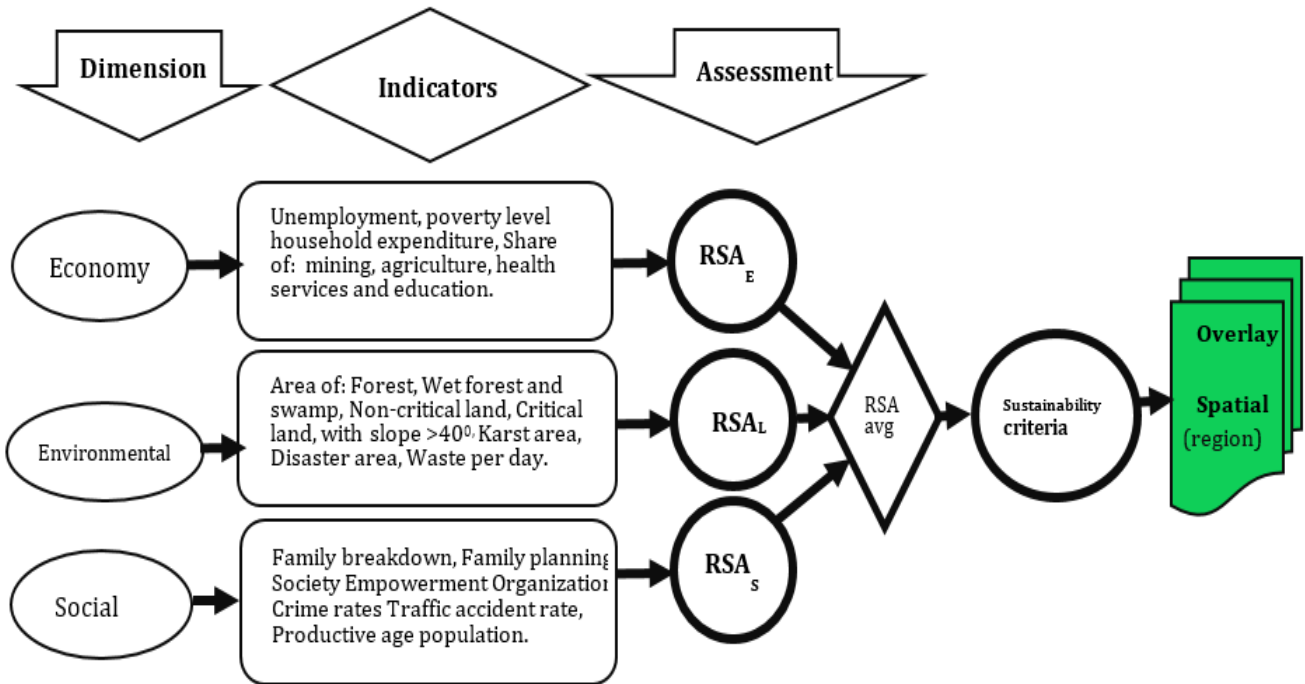 Dimension
Indicators
Assessment
Economy
Unemployment, poverty level
household expenditure, Share
of: mining, agriculture, health
services and education.
RSA E
Environmental
Area of: Forest, Wet forest and
swamp, Non-critical land, Critical
land, with slope >40⁰, Karst area,
Disaster area, Waste per day.
RSAL
Social
Family breakdown, Family planning
Society Empowerment Organization
Crime rates Traffic accident rate,
Productive age population.
RSA S
RSA
avg
Sustainability
criteria
Overlay
Spatial
(region)